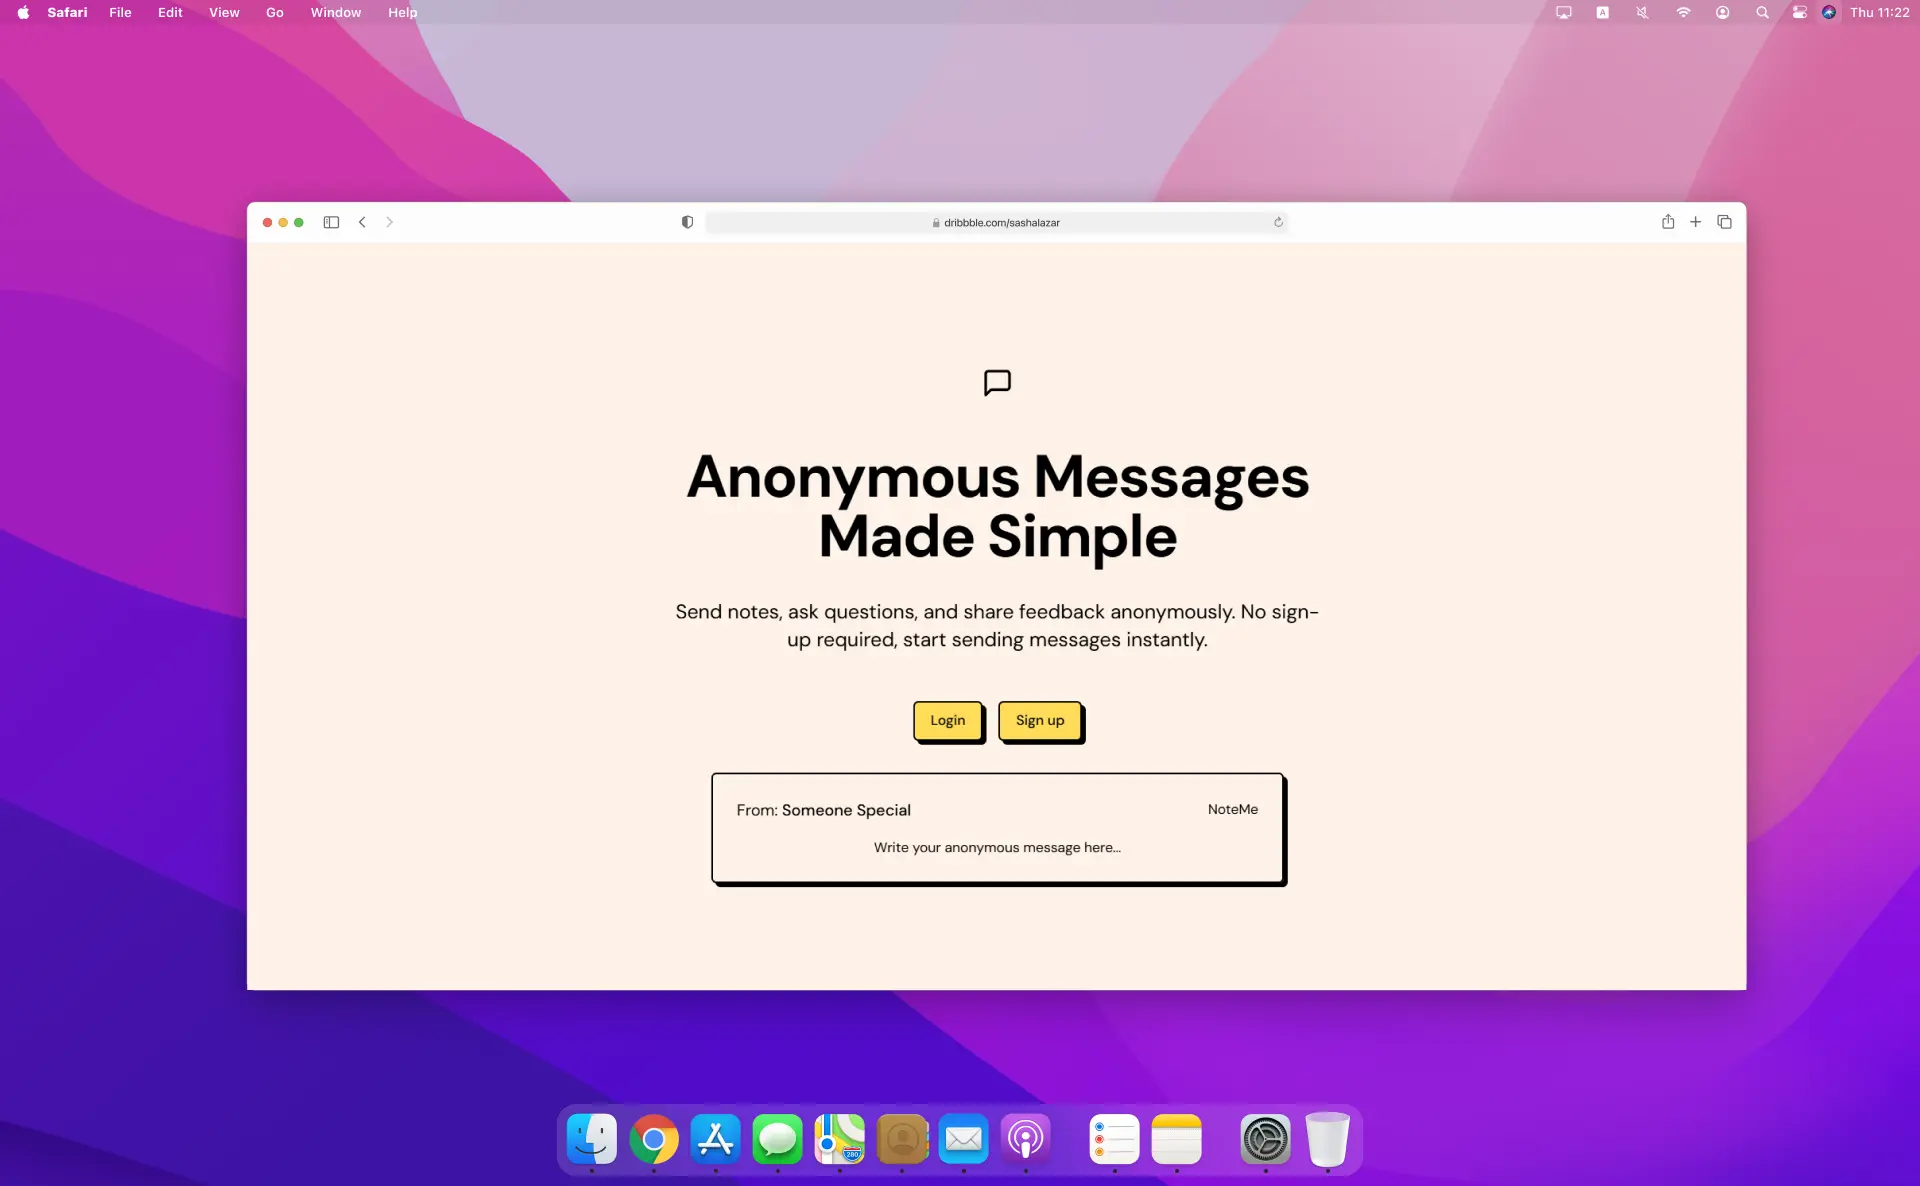 Safari File Edit View Go Window Help A Thu 11:22
dribbble.com/sashalazar
Anonymous Messages
Made Simple
Send notes, ask questions, and share feedback anonymously. No sign-
up required, start sending messages instantly.
Login Sign up
From: Someone Special NoteMe
Write your anonymous message here...
280